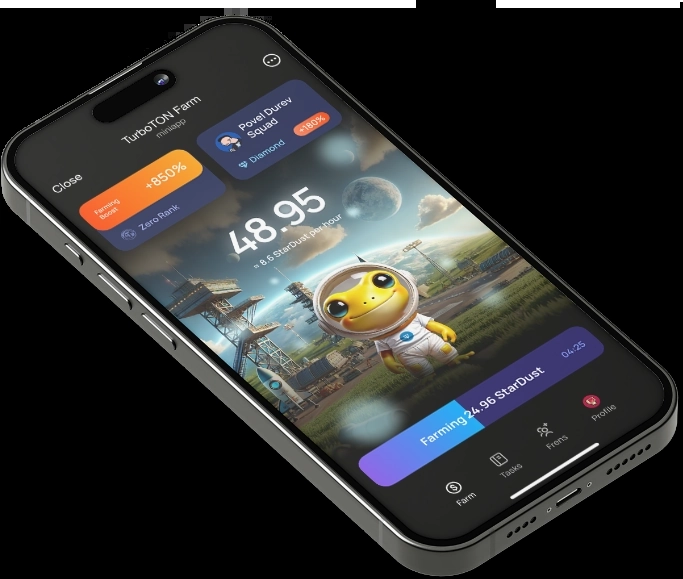 Close
TurboTON Farm
miniapp
Farming
Boost
+850%
Zero Rank
Povel Durev
Squad
Diamond
+180%
48.95
≈ 8.6 StarDust per hour
Farming 24.96 StarDust
04:25
Farm
Tasks
Frens
Profile